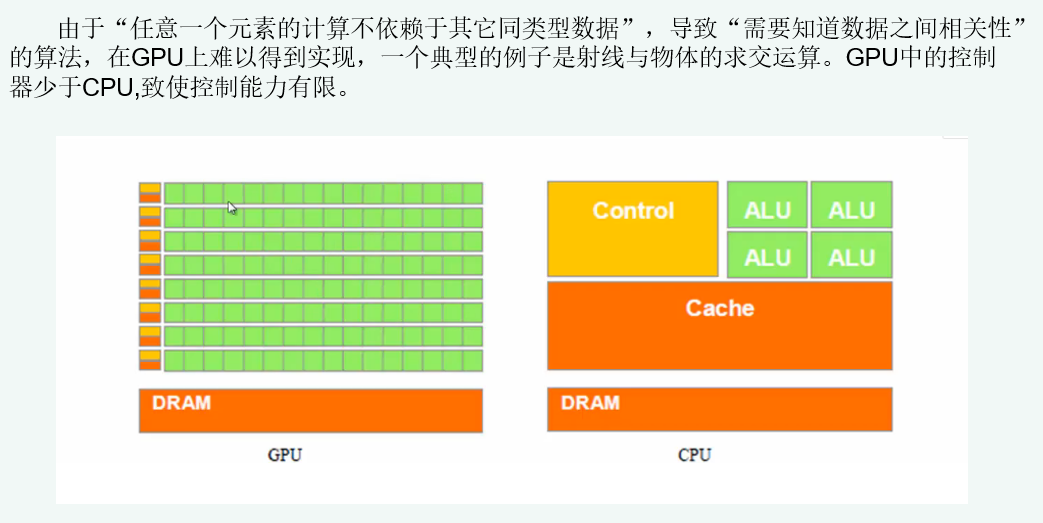 由于“任意一个元素的计算不依赖于其它同类型数据”，导致“需要知道数据之间相关性”
的算法，在GPU上难以得到实现，一个典型的例子是射线与物体的求交运算。GPU中的控制
器少于CPU,致使控制能力有限。
Control
ALU ALU
ALU ALU
Cache
DRAM
DRAM
GPU
CPU